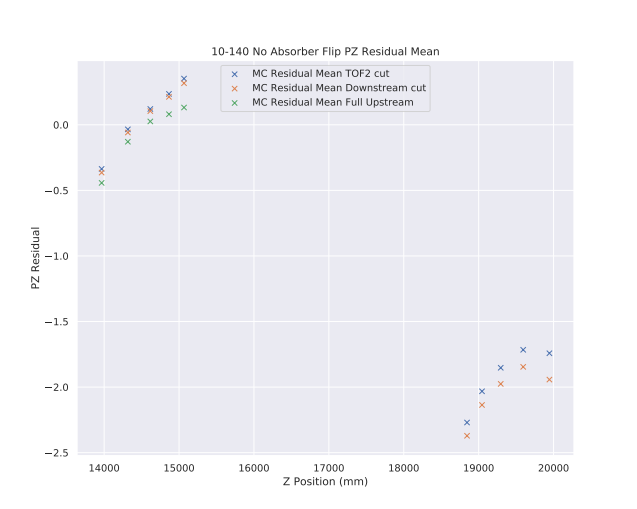 10-140 No Absorber Flip PZ Residual Mean
MC Residual Mean TOF2 cut
MC Residual Mean Downstream cut
MC Residual Mean Full Upstream
0.0
−0.5
−1.0
−1.5
−2.0
−2.5
PZ Residual
14000 15000 16000 17000 18000 19000 20000
Z Position (mm)